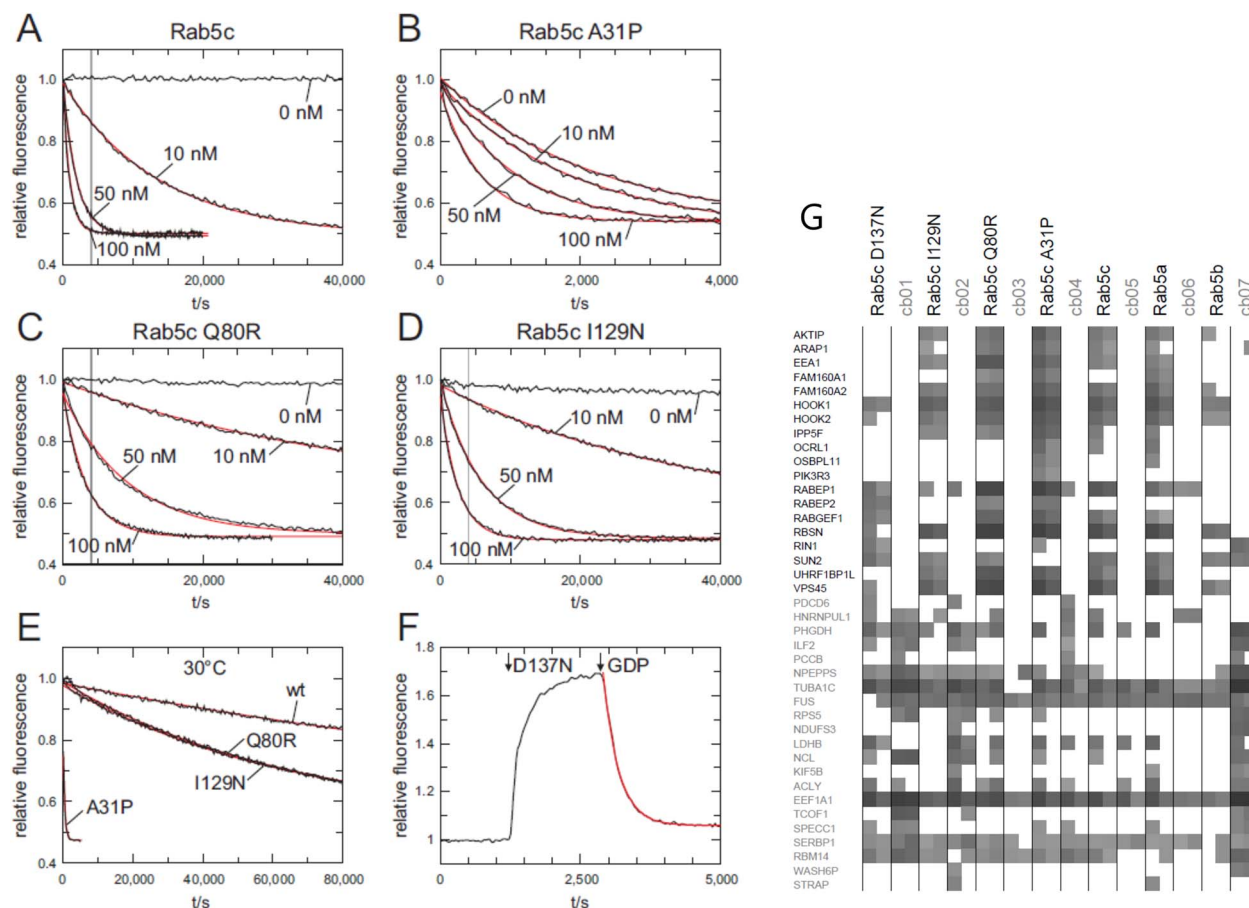 A
Rab5c
relative fluorescence
1.0
0.8
0.6
0.4
0 nM
10 nM
50 nM
100 nM
0
20,000
40,000
t/s
B
Rab5c A31P
relative fluorescence
1.0
0.8
0.6
0.4
0 nM
10 nM
50 nM
100 nM
0
2,000
4,000
t/s
C
Rab5c Q80R
relative fluorescence
1.0
0.8
0.6
0.4
0 nM
10 nM
50 nM
100 nM
0
20,000
40,000
t/s
D
Rab5c I129N
relative fluorescence
1.0
0.8
0.6
0.4
0 nM
10 nM
50 nM
100 nM
0
20,000
40,000
t/s
E
30°C
relative fluorescence
1.0
0.8
0.6
0.4
wt
Q80R
I129N
A31P
0
20,000
40,000
60,000
80,000
t/s
F
D137N
GDP
relative fluorescence
1.8
1.6
1.4
1.2
1
0
2,500
5,000
t/s
G
Rab5c D137N
cb01
Rab5c I129N
cb02
Rab5c Q80R
cb03
Rab5c A31P
cb04
Rab5c
cb05
Rab5a
cb06
Rab5b
cb07
AKTIP
ARAP1
EEA1
FAM160A1
FAM160A2
HOOK1
HOOK2
IPP5F
OCRL1
OSBPL11
PIK3R3
RABEP1
RABEP2
RABGEF1
RBSN
RIN1
SUN2
UHRF1BP1L
VPS45
PDCD6
HNRNPUL1
PHGDH
ILF2
PCCB
NPEPPS
TUBA1C
FUS
RPS5
NDUFS3
LDHB
NCL
KIF5B
ACLY
EEF1A1
TCOF1
SPECC1
SERBP1
RBM14
WASH6P
STRAP